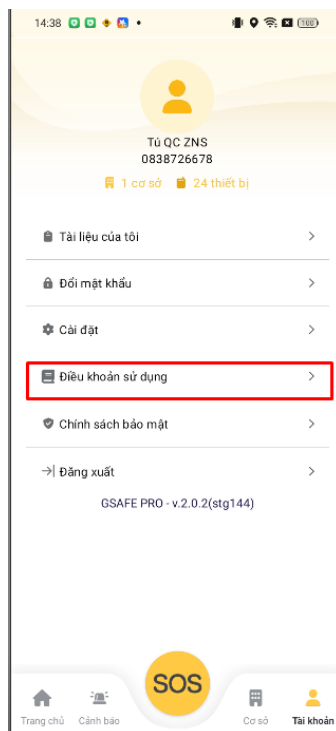 14:38
100
Tú QC ZNS
0838726678
1 cơ sở 24 thiết bị
Tài liệu của tôi
Đổi mật khẩu
Cài đặt
Điều khoản sử dụng
Chính sách bảo mật
Đăng xuất
GSAFE PRO - v.2.0.2(stg144)
SOS
Trang chủ Cảnh báo Cơ sở Tài khoản